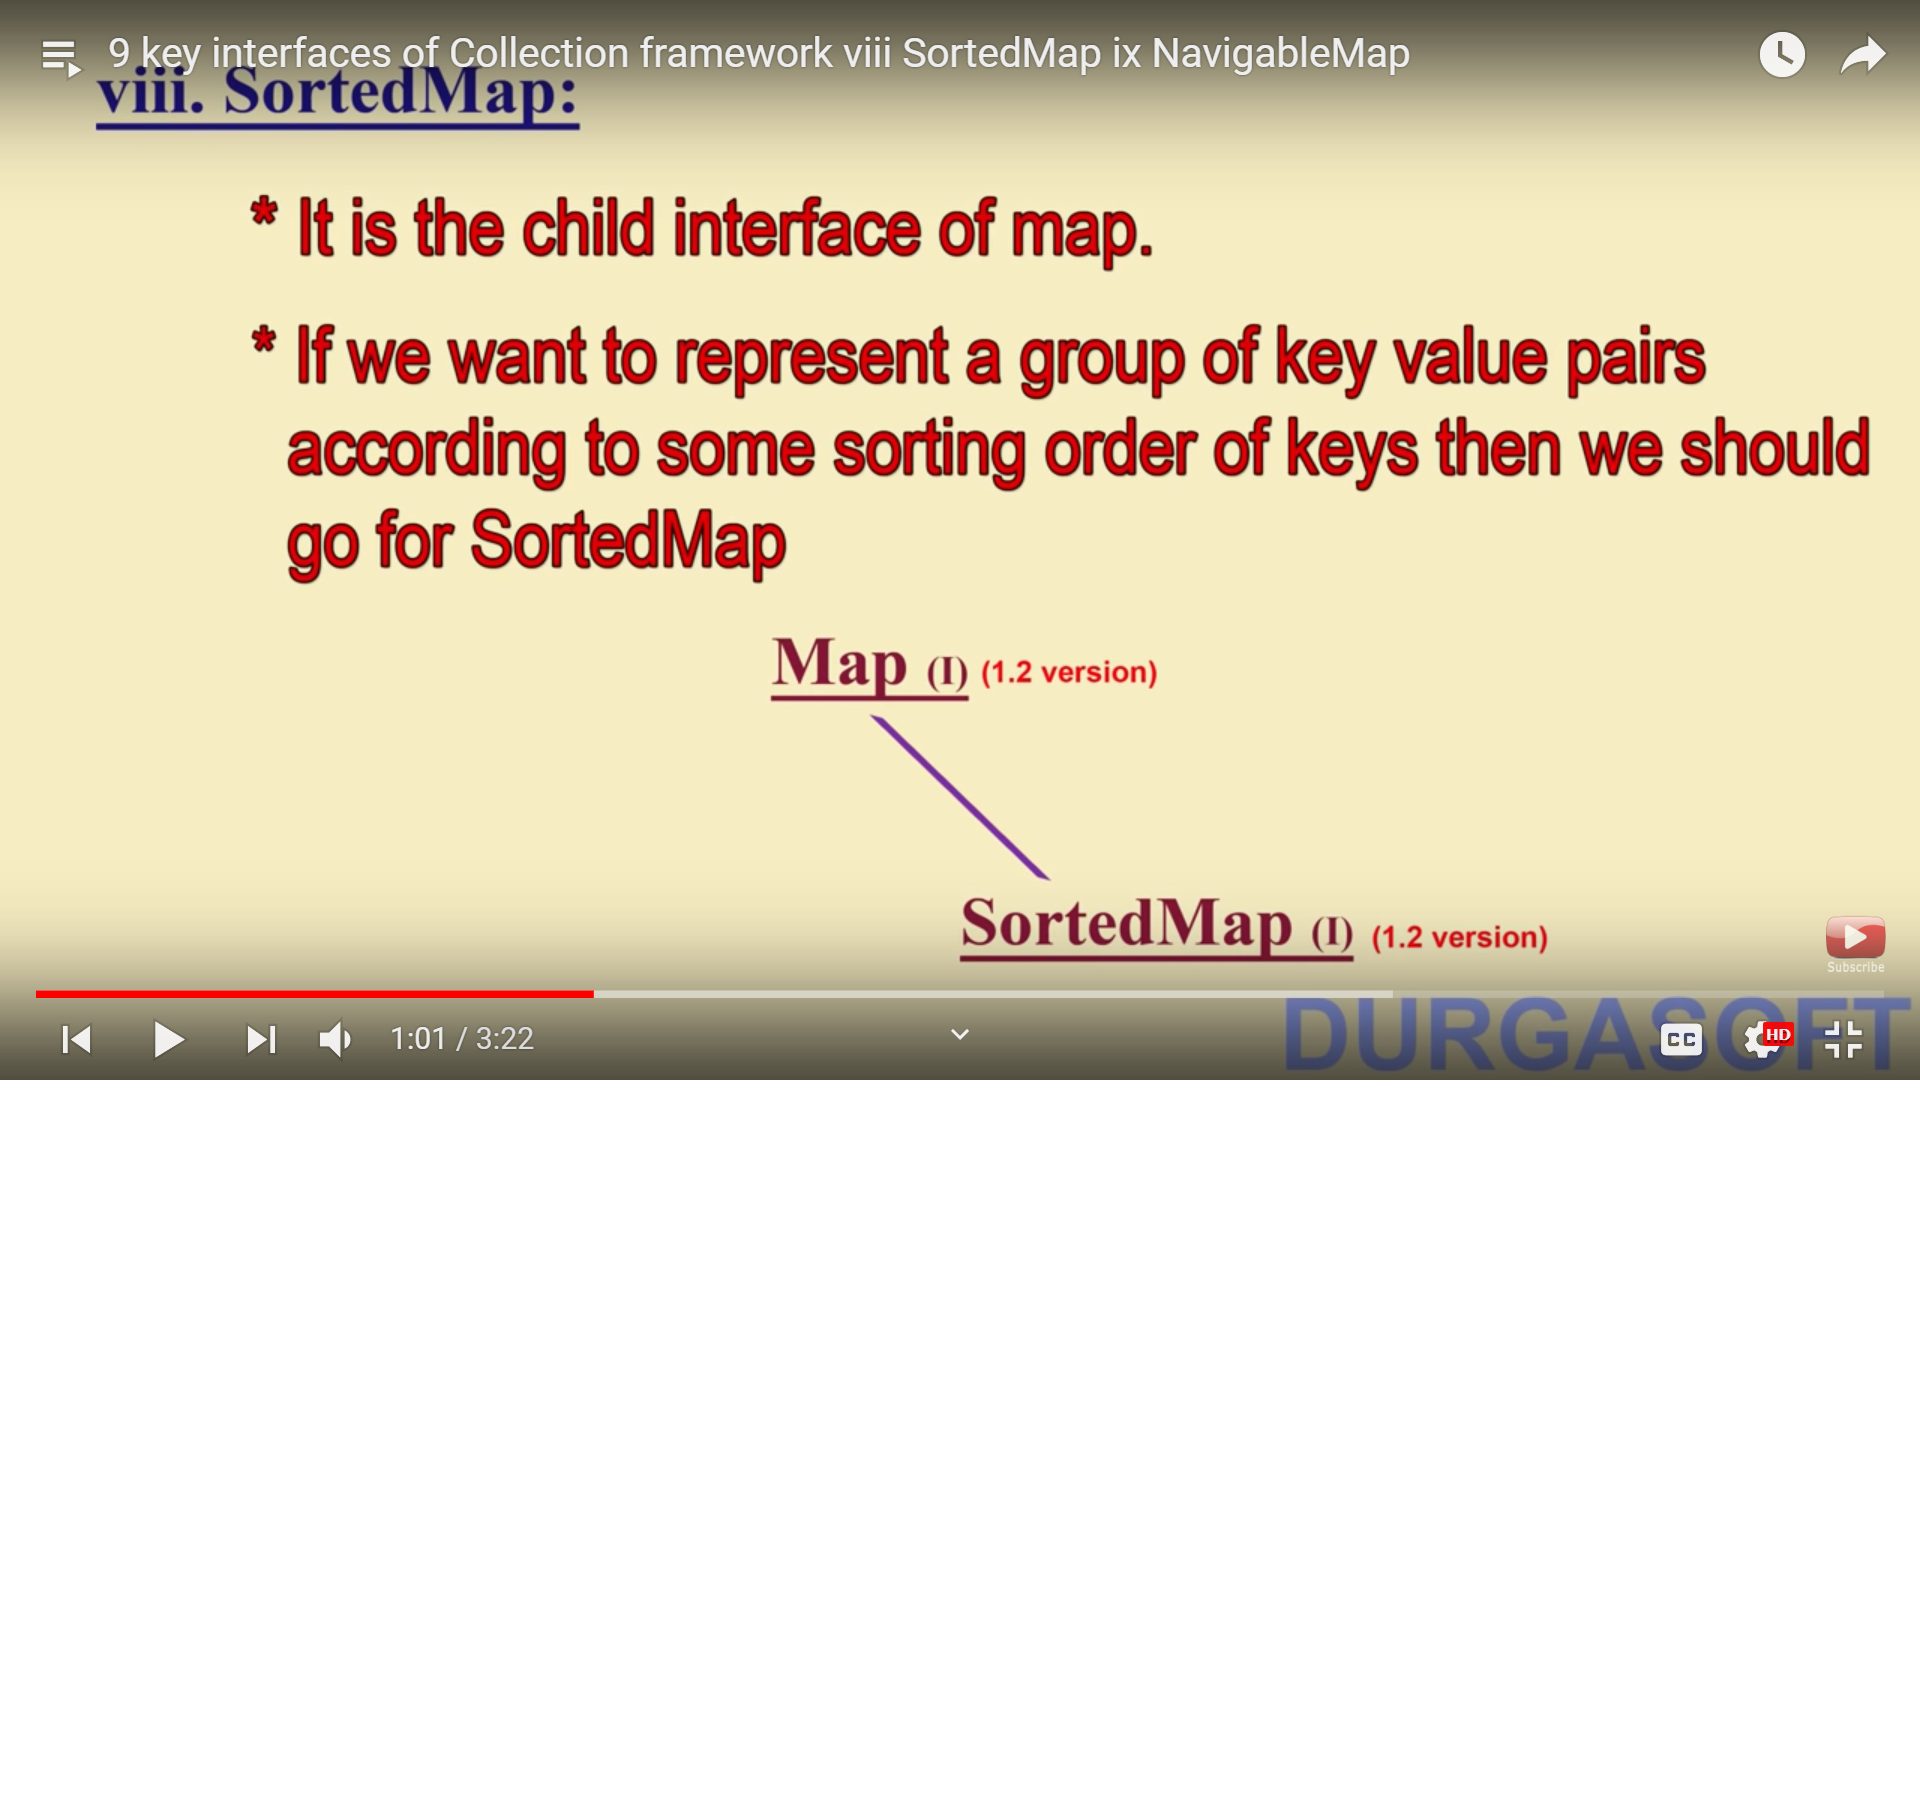 9 key interfaces of Collection framework viii SortedMap ix NavigableMap
viii. SortedMap:
* It is the child interface of map.
* If we want to represent a group of key value pairs
according to some sorting order of keys then we should
go for SortedMap
Map (I) (1.2 version)
SortedMap (I) (1.2 version)
Subscribe
1:01 / 3:22
DURGASOFT
CC
HD